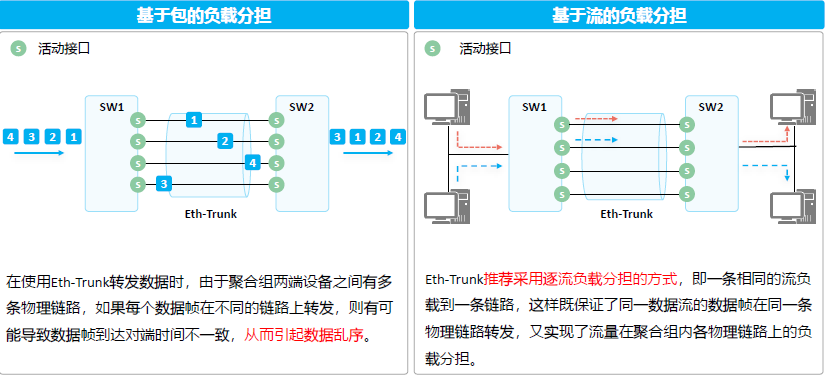 基于包的负载分担
S 活动接口
SW1
SW2
4 3 2 1
S S
S S
S S
S S
1
2
4
3
3 1 2 4
Eth-Trunk
在使用Eth-Trunk转发数据时，由于聚合组两端设备之间有多
条物理链路，如果每个数据帧在不同的链路上转发，则有可
能导致数据帧到达对端时间不一致，从而引起数据乱序。
基于流的负载分担
S 活动接口
SW1
SW2
S S
S S
S S
S S
Eth-Trunk
Eth-Trunk推荐采用逐流负载分担的方式，即一条相同的流负
载到一条链路，这样既保证了同一数据流的数据帧在同一条
物理链路转发，又实现了流量在聚合组内各物理链路上的负
载分担。